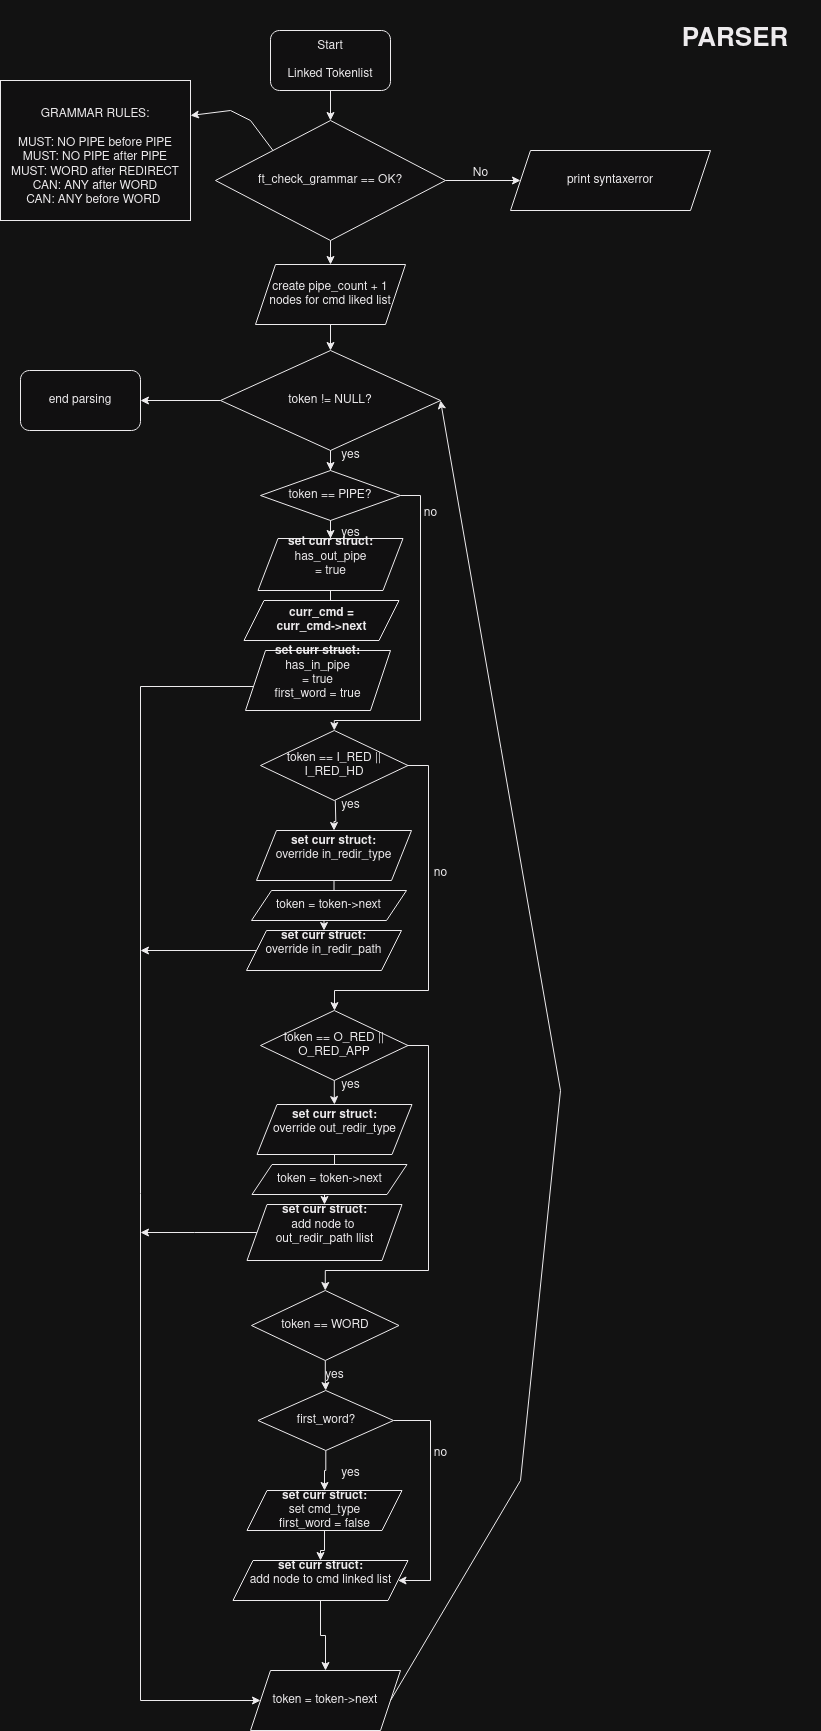 PARSER
Start
Linked Tokenlist
GRAMMAR RULES:
MUST: NO PIPE before PIPE
MUST: NO PIPE after PIPE
MUST: WORD after REDIRECT
CAN: ANY after WORD
CAN: ANY before WORD
ft_check_grammar == OK?
No
print syntaxerror
create pipe_count + 1
nodes for cmd liked list
end parsing
token != NULL?
yes
token == PIPE?
no
yes
set curr struct:
has_out_pipe
= true
curr_cmd =
curr_cmd->next
set curr struct:
has_in_pipe
= true
first_word = true
token == I_RED ||
I_RED_HD
yes
set curr struct:
override in_redir_type
no
token = token->next
set curr struct:
override in_redir_path
token == O_RED ||
O_RED_APP
yes
set curr struct:
override out_redir_type
token = token->next
set curr struct:
add node to
out_redir_path llist
token == WORD
yes
first_word?
no
yes
set curr struct:
set cmd_type
first_word = false
set curr struct:
add node to cmd linked list
token = token->next